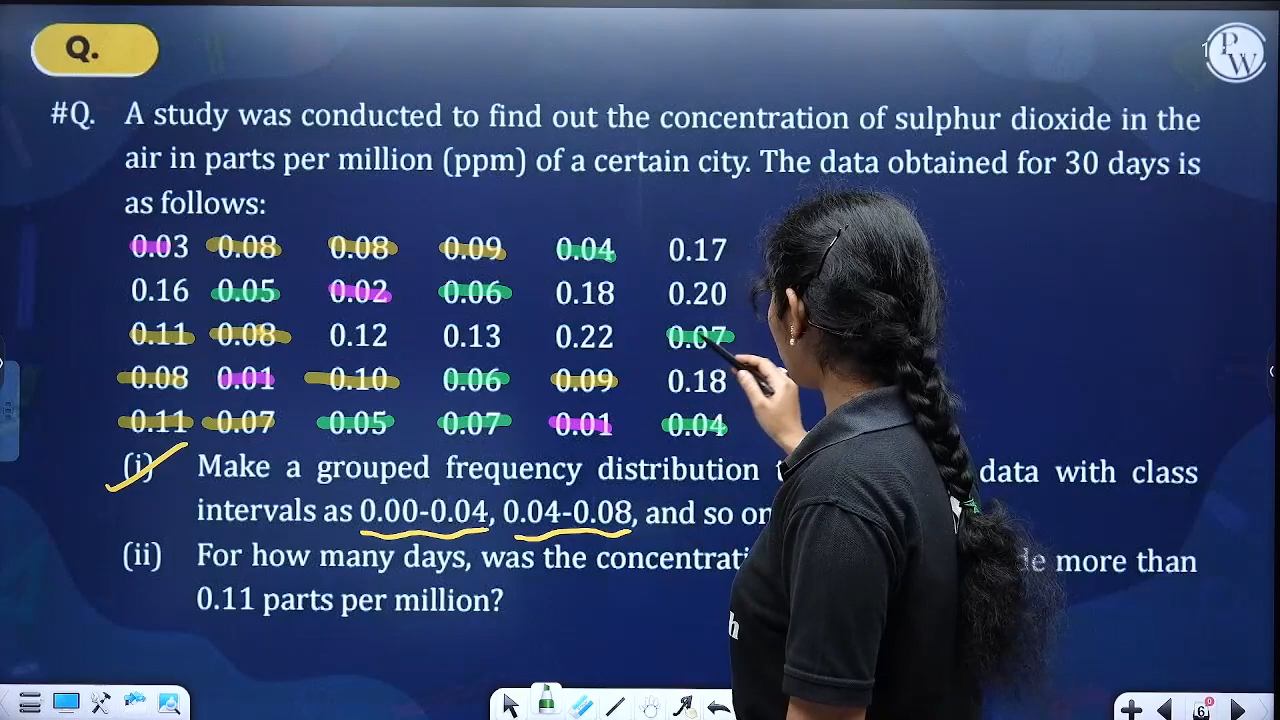 Q.
1
P
W
#Q. A study was conducted to find out the concentration of sulphur dioxide in the
air in parts per million (ppm) of a certain city. The data obtained for 30 days is
as follows:
0.03 0.08 0.08 0.09 0.04 0.17
0.16 0.05 0.02 0.06 0.18 0.20
0.11 0.08 0.12 0.13 0.22 0.07
0.08 0.01 0.10 0.06 0.09 0.18
0.11 0.07 0.05 0.07 0.01 0.04
(i) Make a grouped frequency distribution data with class
intervals as 0.00-0.04, 0.04-0.08, and so on
(ii) For how many days, was the more than
0.11 parts per million?
h
6
0